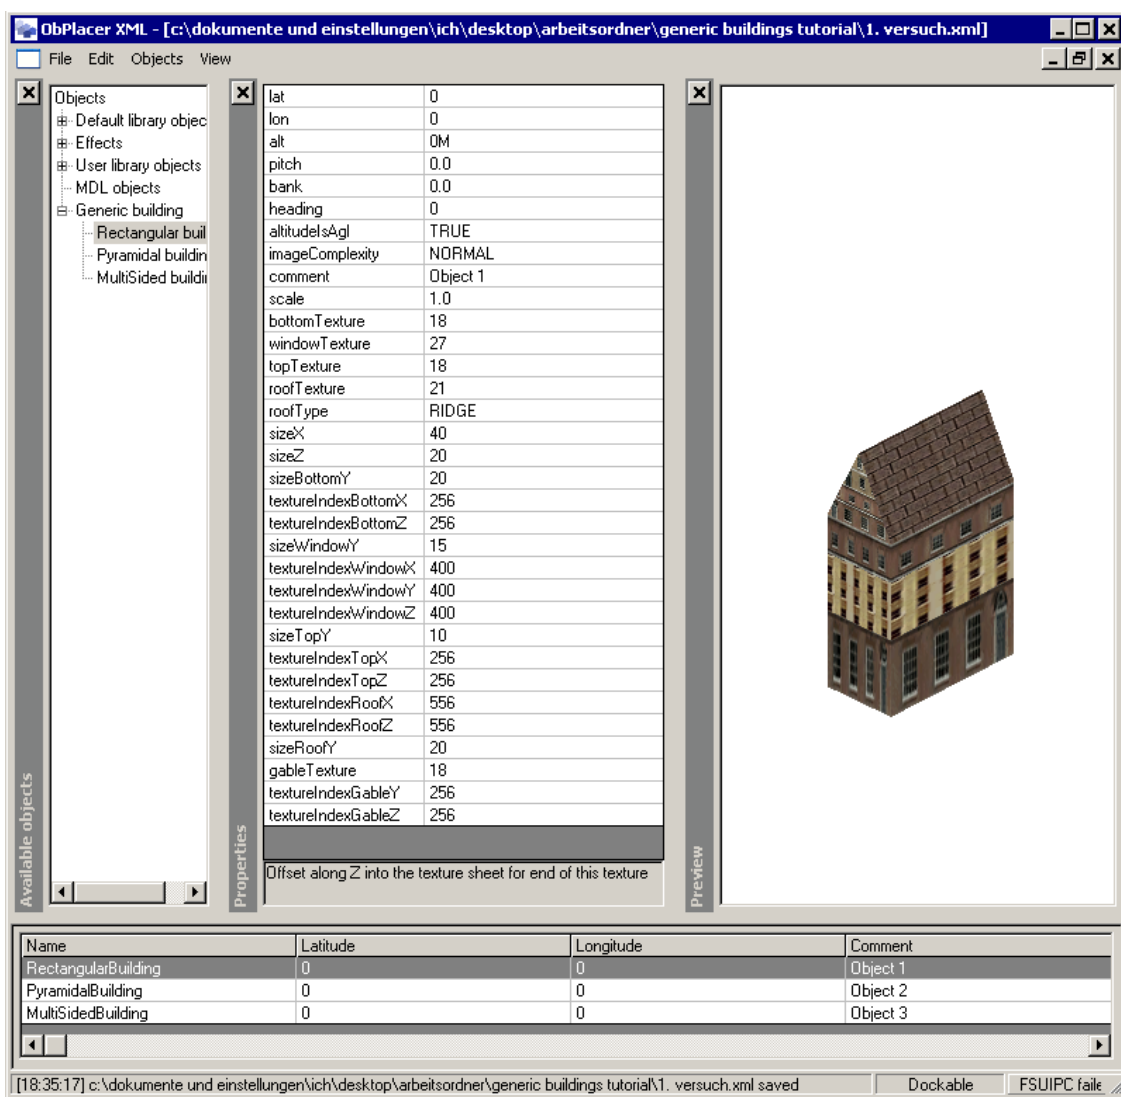 ObPlacer XML - [c:\dokumente und einstellungen\ich\desktop\arbeitsordner\generic buildings tutorial\1. versuch.xml]
File Edit Objects View
Available objects
Objects
Default library objec
Effects
User library objects
MDL objects
Generic building
Rectangular buil
Pyramidal buildin
MultiSided buildi
Properties
lat 0
lon 0
alt 0M
pitch 0.0
bank 0.0
heading 0
altitudeIsAgl TRUE
imageComplexity NORMAL
comment Object 1
scale 1.0
bottomTexture 18
windowTexture 27
topTexture 18
roofTexture 21
roofType RIDGE
sizeX 40
sizeZ 20
sizeBottomY 20
textureIndexBottomX 256
textureIndexBottomZ 256
sizeWindowY 15
textureIndexWindowX 400
textureIndexWindowY 400
textureIndexWindowZ 400
sizeTopY 10
textureIndexTopX 256
textureIndexTopZ 256
textureIndexRoofX 556
textureIndexRoofZ 556
sizeRoofY 20
gableTexture 18
textureIndexGableY 256
textureIndexGableZ 256
Offset along Z into the texture sheet for end of this texture
Preview
Name Latitude Longitude Comment
RectangularBuilding 0 0 Object 1
PyramidalBuilding 0 0 Object 2
MultiSidedBuilding 0 0 Object 3
[18:35:17] c:\dokumente und einstellungen\ich\desktop\arbeitsordner\generic buildings tutorial\1. versuch.xml saved Dockable FSUIPC faile